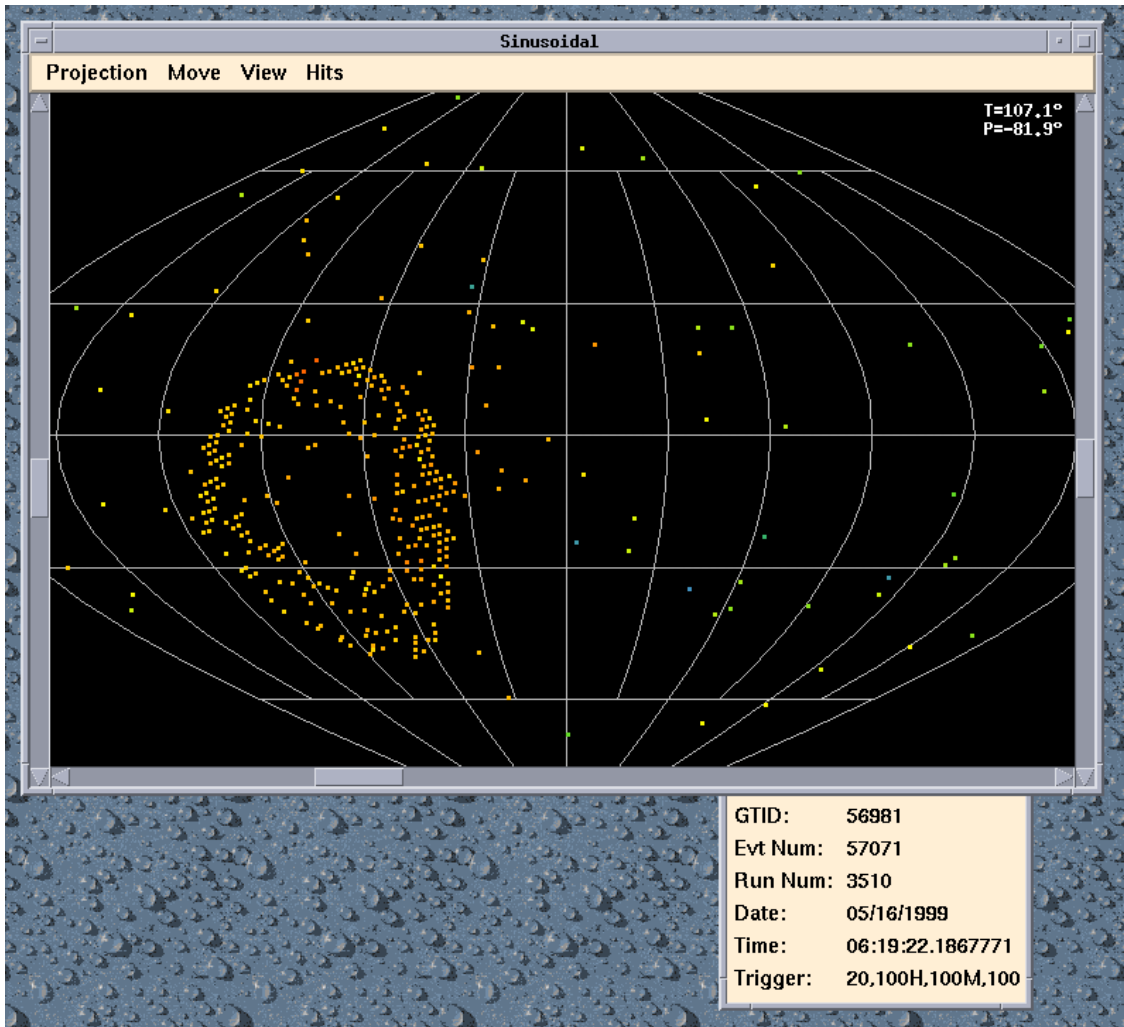 Sinusoidal
Projection Move View Hits
T=107.1°
P=-81.9°
GTID: 56981
Evt Num: 57071
Run Num: 3510
Date: 05/16/1999
Time: 06:19:22.1867771
Trigger: 20,100H,100M,100